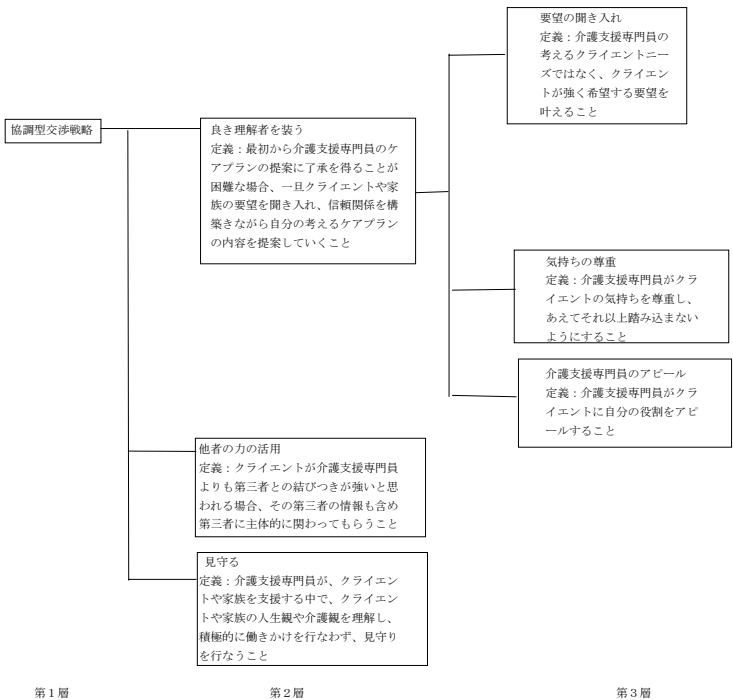 協調型交渉戦略
良き理解者を装う
定義：最初から介護支援専門員のケ
アプランの提案に了承を得ることが
困難な場合、一旦クライエントや家
族の要望を聞き入れ、信頼関係を構
築きながら自分の考えるケアプラン
の内容を提案していくこと
要望の聞き入れ
定義：介護支援専門員の
考えるクライエントニー
ズではなく、クライエン
トが強く希望する要望を
叶えること
気持ちの尊重
定義：介護支援専門員がクラ
イエントの気持ちを尊重し、
あえてそれ以上踏み込まない
ようにすること
介護支援専門員のアピール
定義：介護支援専門員がクラ
イエントに自分の役割をアピ
ールすること
他者の力の活用
定義：クライエントが介護支援専門員
よりも第三者との結びつきが強いと思
われる場合、その第三者の情報も含め
第三者に主体的に関わってもらうこと
見守る
定義：介護支援専門員が、クライエン
トや家族を支援する中で、クライエン
トや家族の人生観や介護観を理解し、
積極的に働きかけを行なわず、見守り
を行なうこと
第１層
第２層
第３層